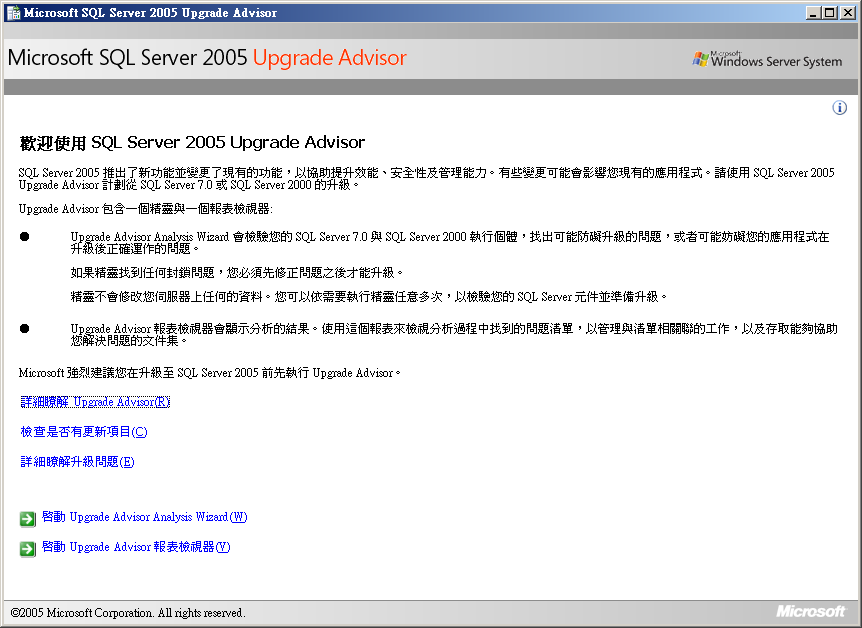 Microsoft SQL Server 2005 Upgrade Advisor
Microsoft SQL Server 2005 Upgrade Advisor
Microsoft
Windows Server System
歡迎使用 SQL Server 2005 Upgrade Advisor
SQL Server 2005 推出了新功能並變更了現有的功能，以協助提升效能、安全性及管理能力。有些變更可能會影響您現有的應用程式。請使用 SQL Server 2005
Upgrade Advisor 計劃從 SQL Server 7.0 或 SQL Server 2000 的升級。
Upgrade Advisor 包含一個精靈與一個報表檢視器:
● Upgrade Advisor Analysis Wizard 會檢驗您的 SQL Server 7.0 與 SQL Server 2000 執行個體，找出可能防礙升級的問題，或者可能妨礙您的應用程式在
升級後正確運作的問題。
如果精靈找到任何封鎖問題，您必須先修正問題之後才能升級。
精靈不會修改您伺服器上任何的資料。您可以依需要執行精靈任意多次，以檢驗您的 SQL Server 元件並準備升級。
● Upgrade Advisor 報表檢視器會顯示分析的結果。使用這個報表來檢視分析過程中找到的問題清單，以管理與清單相關聯的工作，以及存取能夠協助
您解決問題的文件集。
Microsoft 強烈建議您在升級至 SQL Server 2005 前先執行 Upgrade Advisor。
詳細瞭解 Upgrade Advisor(R)
檢查是否有更新項目(C)
詳細瞭解升級問題(E)
啓動 Upgrade Advisor Analysis Wizard(W)
啓動 Upgrade Advisor 報表檢視器(V)
©2005 Microsoft Corporation. All rights reserved.
Microsoft